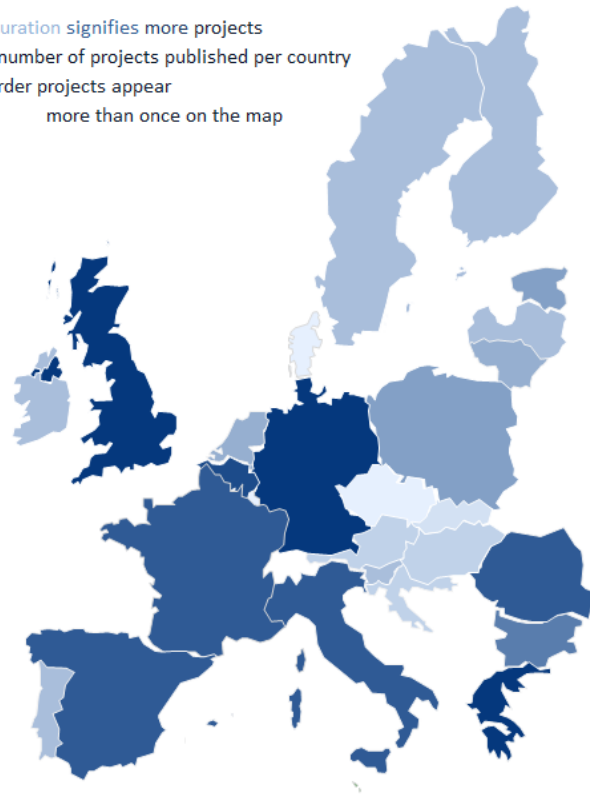 uration signifies more projects
number of projects published per country
rder projects appear
more than once on the map